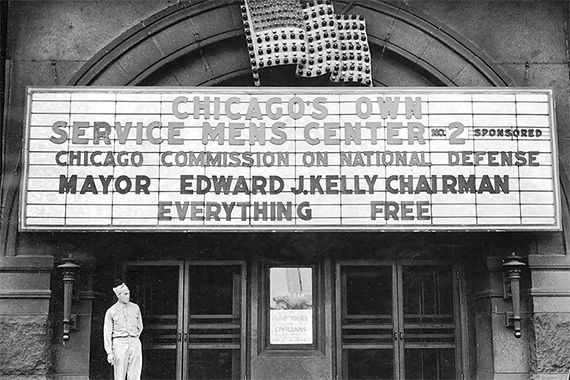 CHICAGO'S OWN
SERVICE MENS CENTER NO. 2 SPONSORED
CHICAGO COMMISSION ON NATIONAL DEFENSE
MAYOR EDWARD J. KELLY CHAIRMAN
EVERYTHING FREE
TOURS
CIVILIANS